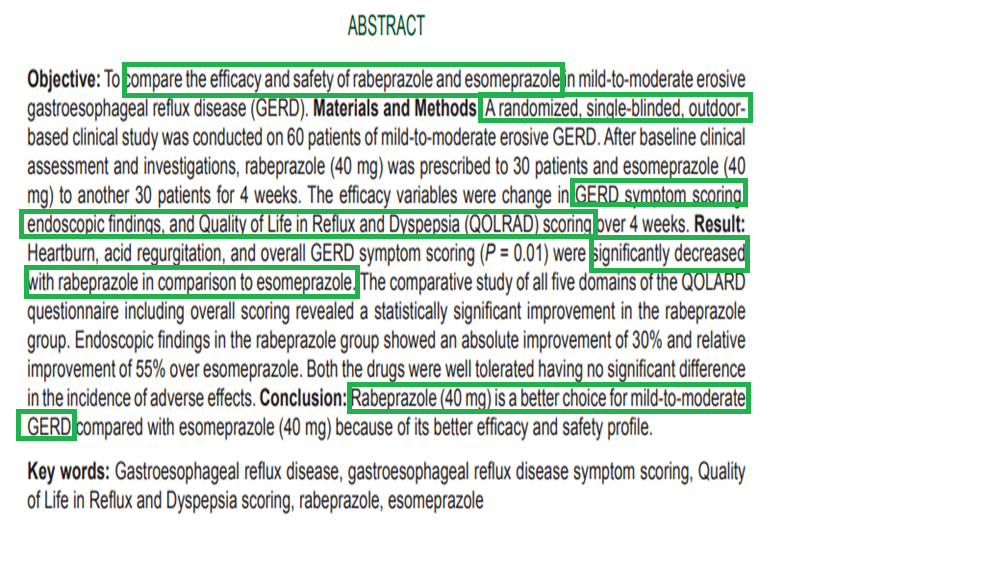 ABSTRACT
Objective: To compare the efficacy and safety of rabeprazole and esomeprazole in mild-to-moderate erosive
gastroesophageal reflux disease (GERD). Materials and Methods: A randomized, single-blinded, outdoor-
based clinical study was conducted on 60 patients of mild-to-moderate erosive GERD. After baseline clinical
assessment and investigations, rabeprazole (40 mg) was prescribed to 30 patients and esomeprazole (40
mg) to another 30 patients for 4 weeks. The efficacy variables were change in GERD symptom scoring,
endoscopic findings, and Quality of Life in Reflux and Dyspepsia (QOLRAD) scoring over 4 weeks. Result:
Heartburn, acid regurgitation, and overall GERD symptom scoring (P = 0.01) were significantly decreased
with rabeprazole in comparison to esomeprazole. The comparative study of all five domains of the QOLARD
questionnaire including overall scoring revealed a statistically significant improvement in the rabeprazole
group. Endoscopic findings in the rabeprazole group showed an absolute improvement of 30% and relative
improvement of 55% over esomeprazole. Both the drugs were well tolerated having no significant difference
in the incidence of adverse effects. Conclusion: Rabeprazole (40 mg) is a better choice for mild-to-moderate
GERD compared with esomeprazole (40 mg) because of its better efficacy and safety profile.
Key words: Gastroesophageal reflux disease, gastroesophageal reflux disease symptom scoring, Quality
of Life in Reflux and Dyspepsia scoring, rabeprazole, esomeprazole